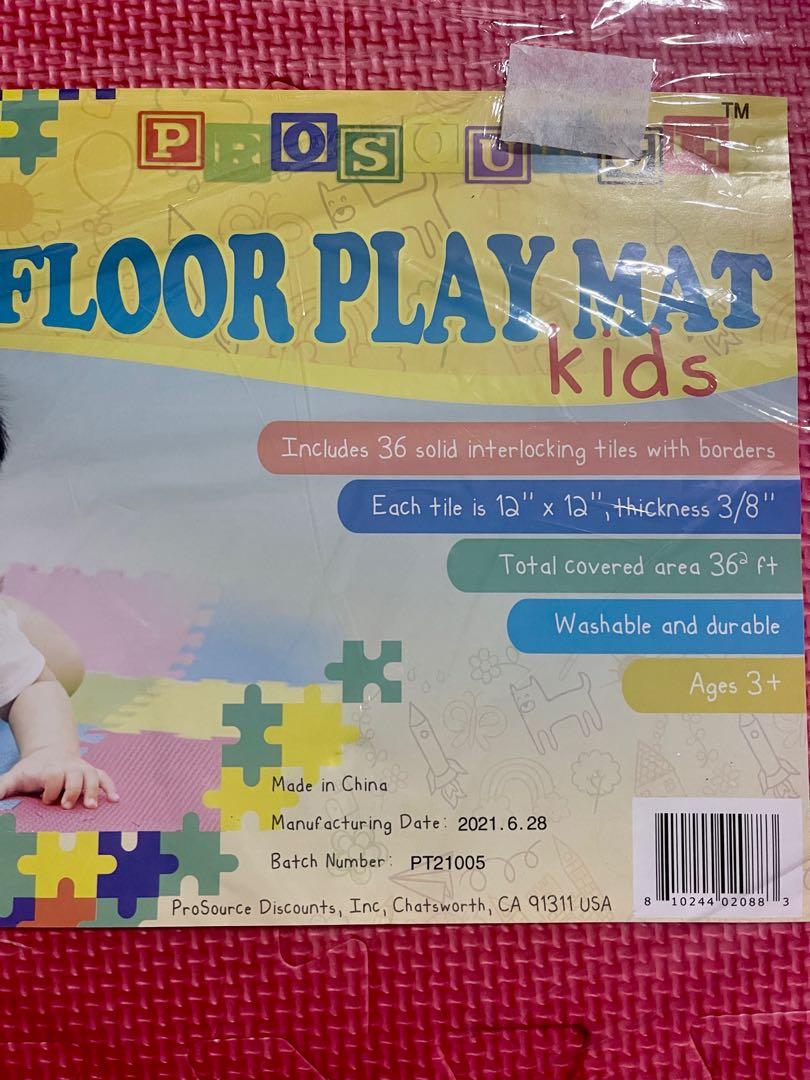 PROSOURCE™
FLOOR PLAY MAT
kids
Includes 36 solid interlocking tiles with borders
Each tile is 12" x 12", thickness 3/8"
Total covered area 36² ft
Washable and durable
Ages 3+
Made in China
Manufacturing Date: 2021.6.28
Batch Number: PT21005
ProSource Discounts, Inc, Chatsworth, CA 91311 USA
8 10244 02088 3